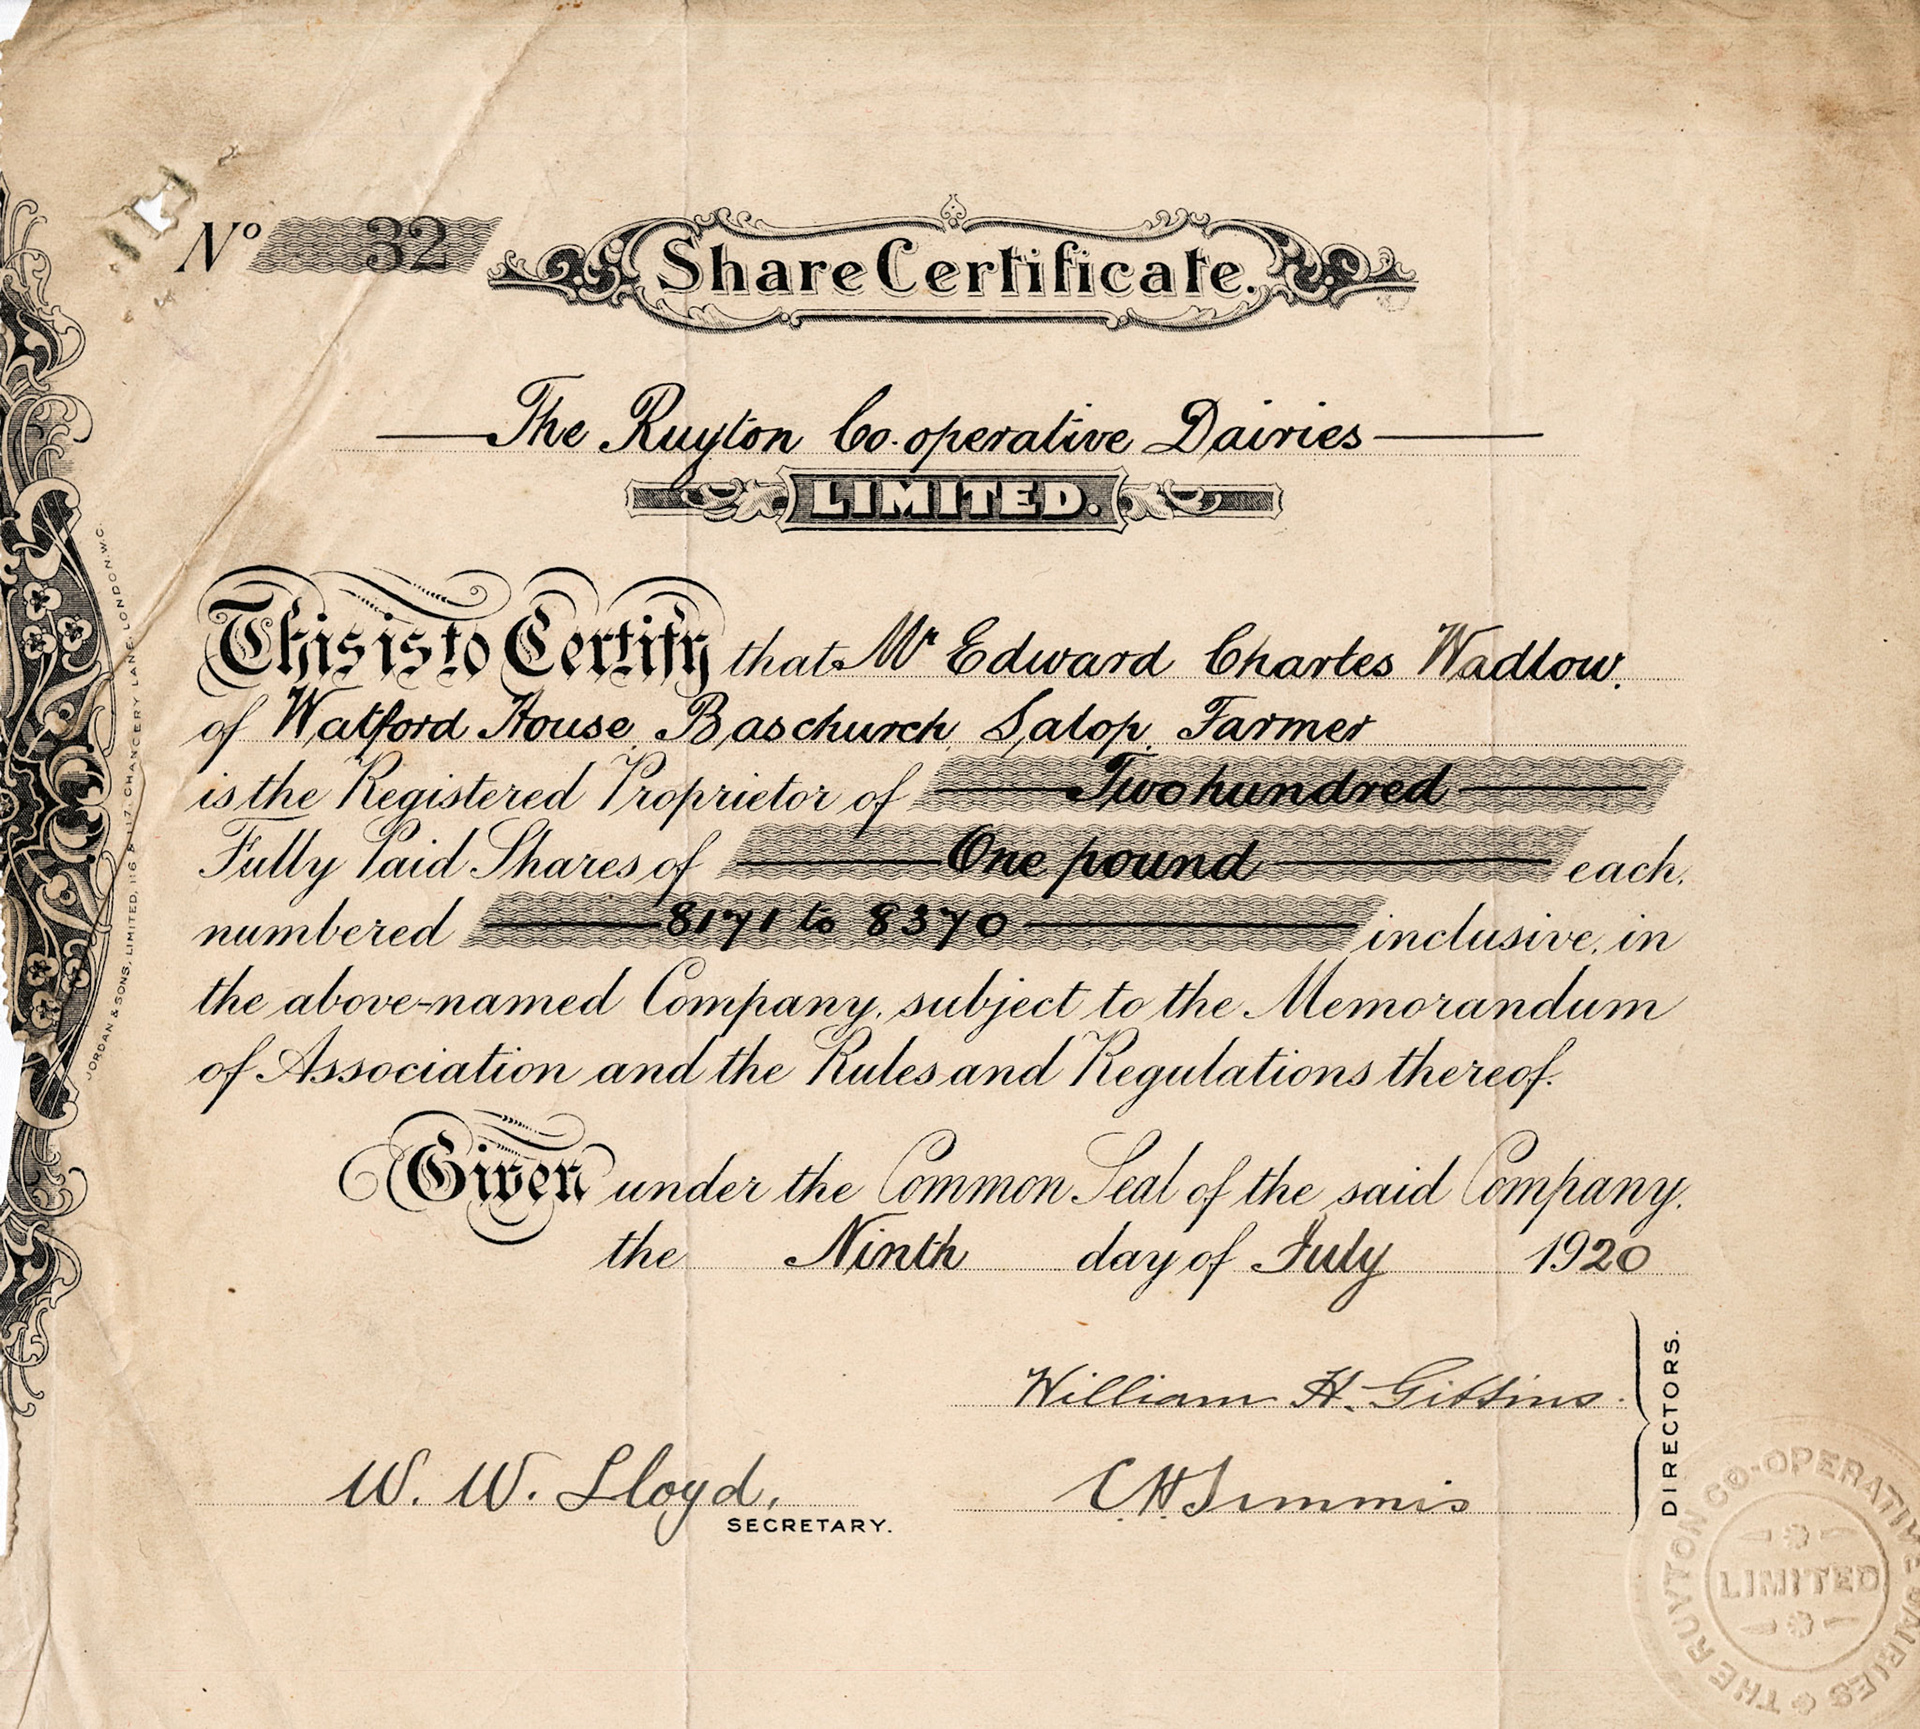 No 32
Share Certificate.
The Ruyton Co-operative Dairies
LIMITED.
This is to Certify that Mr Edward Charles Wadlow.
of Watford House, Baschurch, Salop, Farmer
is the Registered Proprietor of Two hundred
Fully Paid Shares of One pound each,
numbered 8171 to 8370 inclusive, in
the above-named Company, subject to the Memorandum
of Association and the Rules and Regulations thereof.
Given under the Common Seal of the said Company,
the Ninth day of July 1920
William H. Gittins.
C. H. Simmis
DIRECTORS.
W. W. Lloyd,
SECRETARY.
JORDAN & SONS, LIMITED, 116 & 117, CHANCERY LANE, LONDON, W.C.
THE RUYTON CO-OPERATIVE DAIRIES
LIMITED